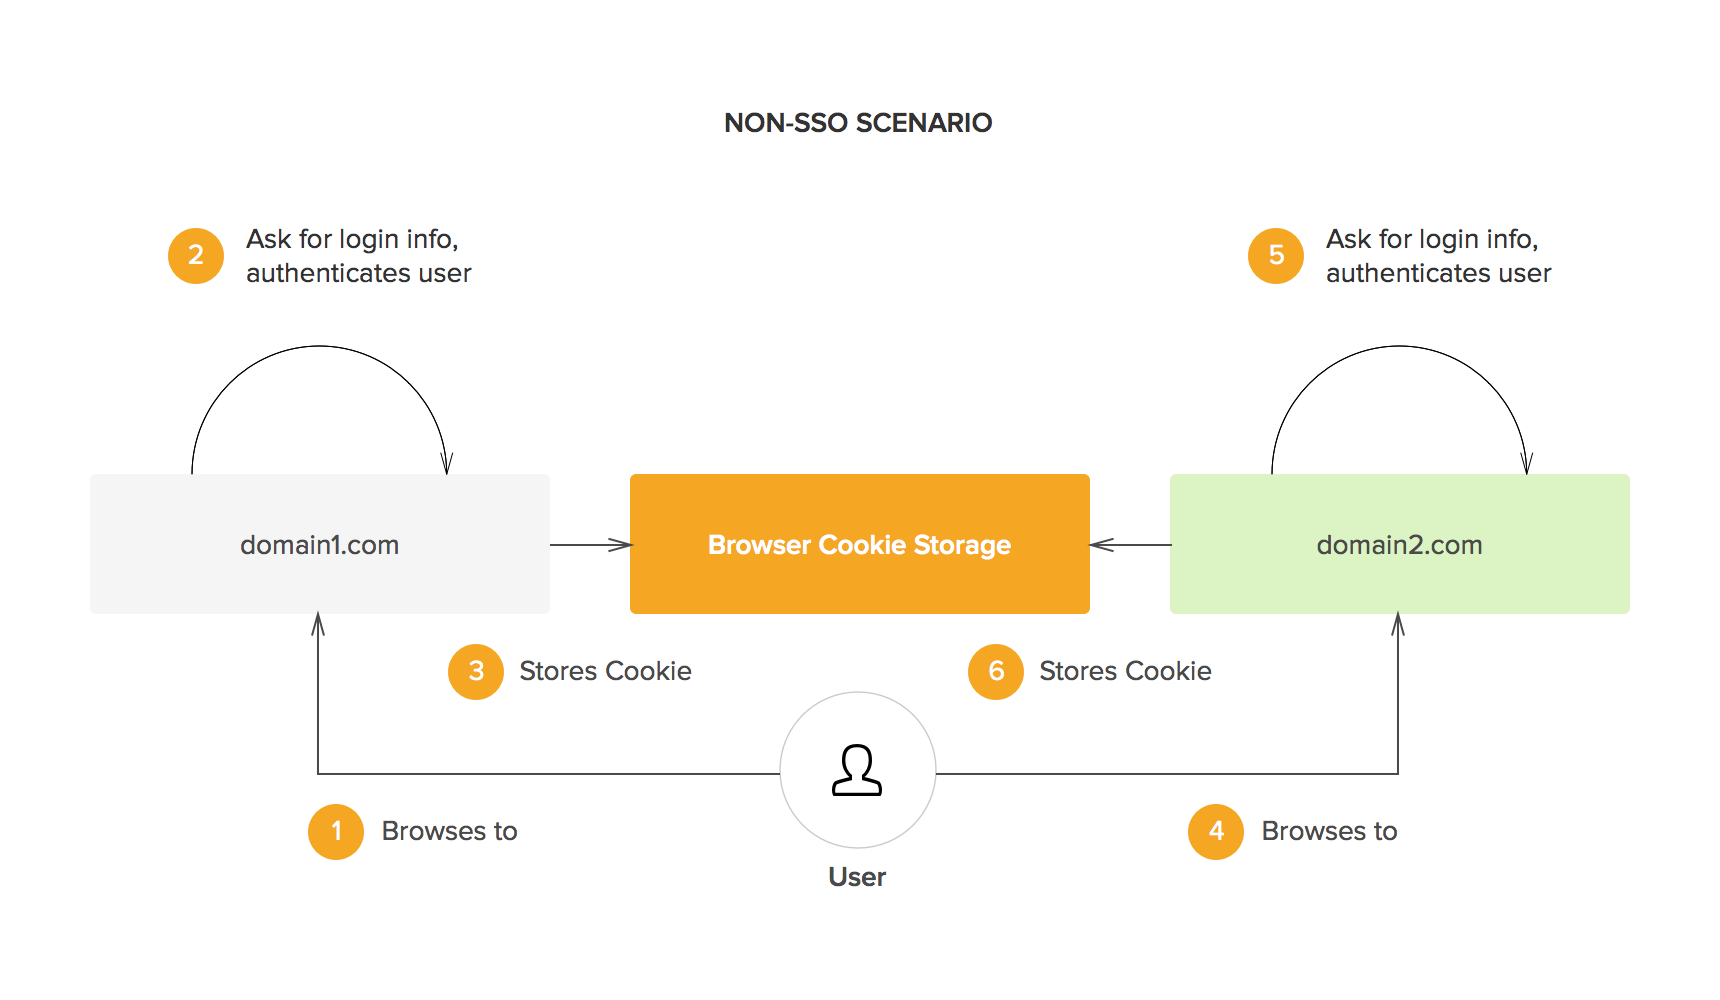 NON-SSO SCENARIO
2
Ask for login info,
authenticates user
5
Ask for login info,
authenticates user
domain1.com
Browser Cookie Storage
domain2.com
3
Stores Cookie
6
Stores Cookie
1
Browses to
4
Browses to
User